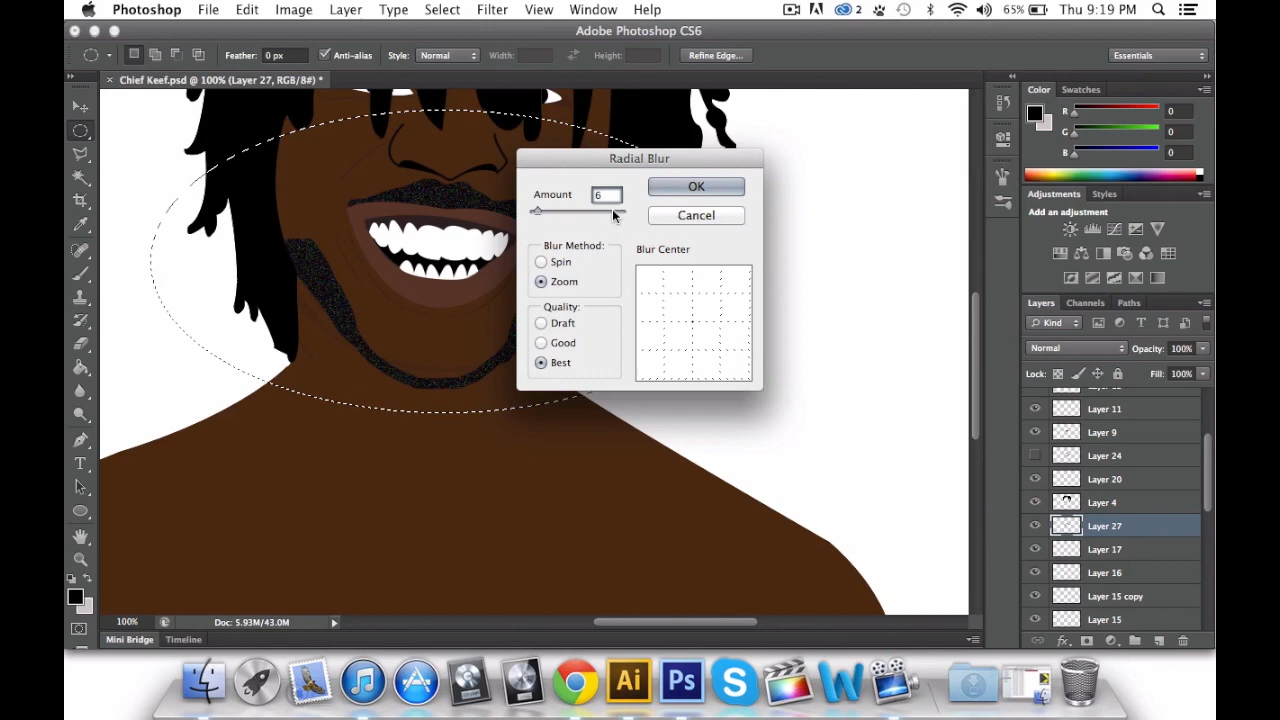 Photoshop File Edit Image Layer Type Select Filter View Window Help 2 65% Thu 9:19 PM
Adobe Photoshop CS6
Feather: 0 px Anti-alias Style: Normal Width: Height: Refine Edge... Essentials
× Chief Keef.psd @ 100% (Layer 27, RGB/8#) *
Color Swatches
R 0
G 0
B 0
Adjustments Styles
Add an adjustment
Radial Blur
Amount 6 OK
Cancel
Blur Method: Blur Center
Spin
Zoom
Quality:
Draft
Good
Best
Layers Channels Paths
Kind
Normal Opacity: 100%
Lock: Fill: 100%
Layer 11
Layer 9
Layer 24
Layer 20
Layer 4
Layer 27
Layer 17
Layer 16
Layer 15 copy
Layer 15
fx
100% Doc: 5.93M/43.0M
Mini Bridge Timeline
Ai Ps S W